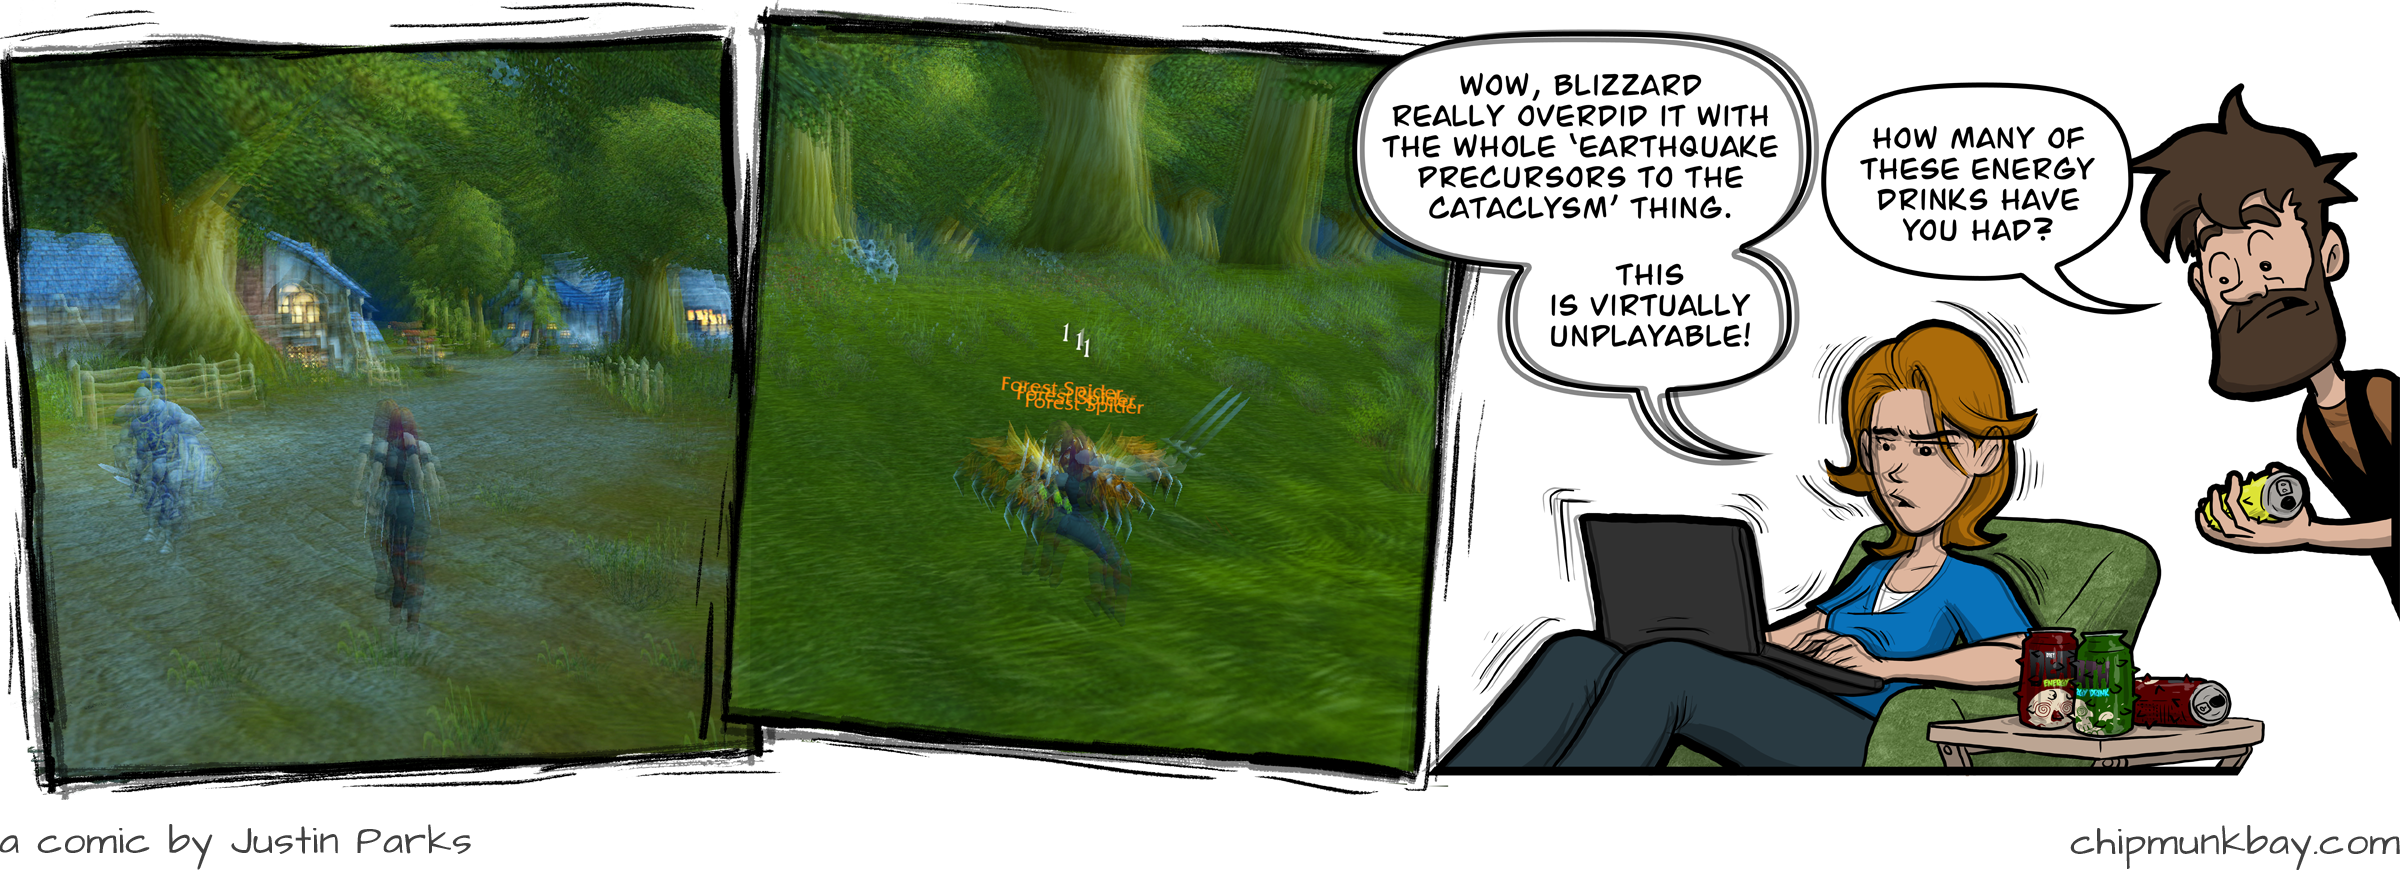 1 1 1
Forest Spider
Forest Spider
Forest Spider
WOW, BLIZZARD
REALLY OVERDID IT WITH
THE WHOLE ‘EARTHQUAKE
PRECURSORS TO THE
CATACLYSM’ THING.
THIS
IS VIRTUALLY
UNPLAYABLE!
HOW MANY OF
THESE ENERGY
DRINKS HAVE
YOU HAD?
ENERGY
DRINK
a comic by Justin Parks
chipmunkbay.com